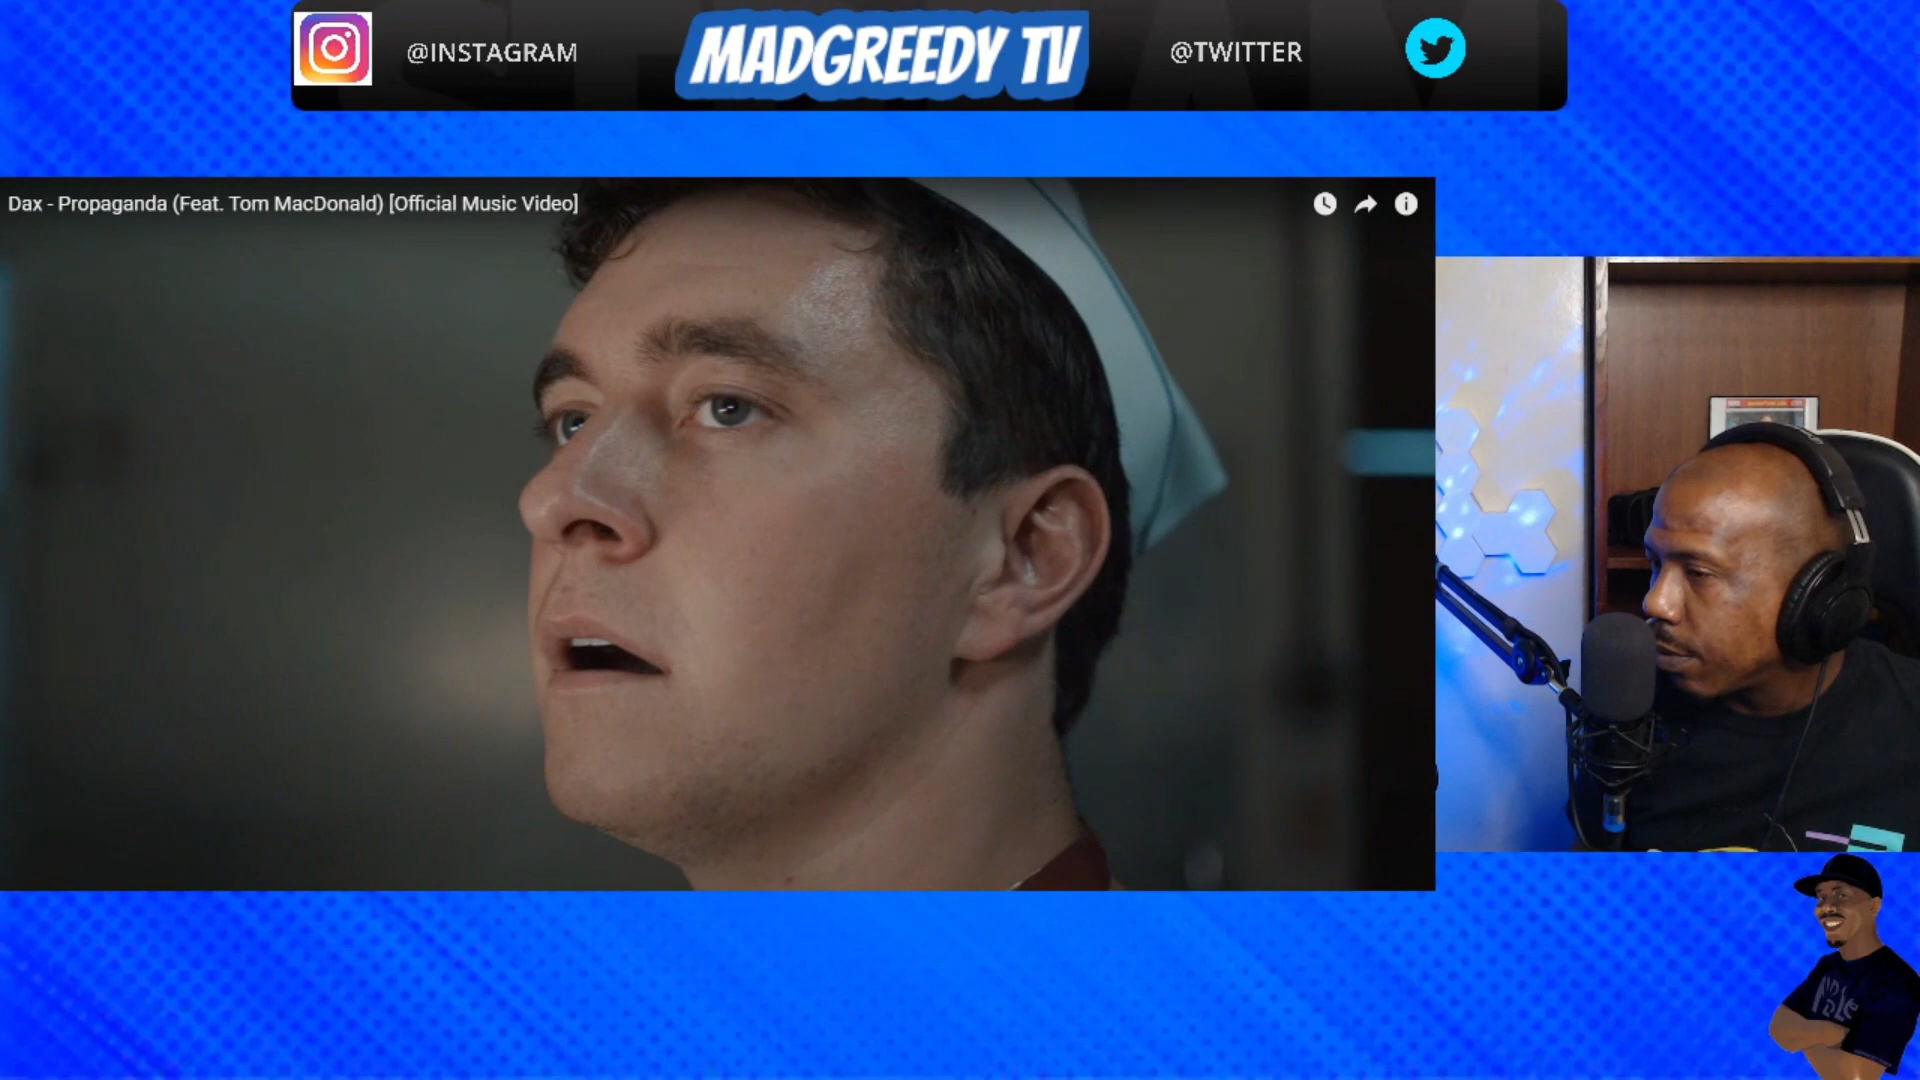 @INSTAGRAM
MADGREEDY TV
@TWITTER
Dax - Propaganda (Feat. Tom MacDonald) [Official Music Video]